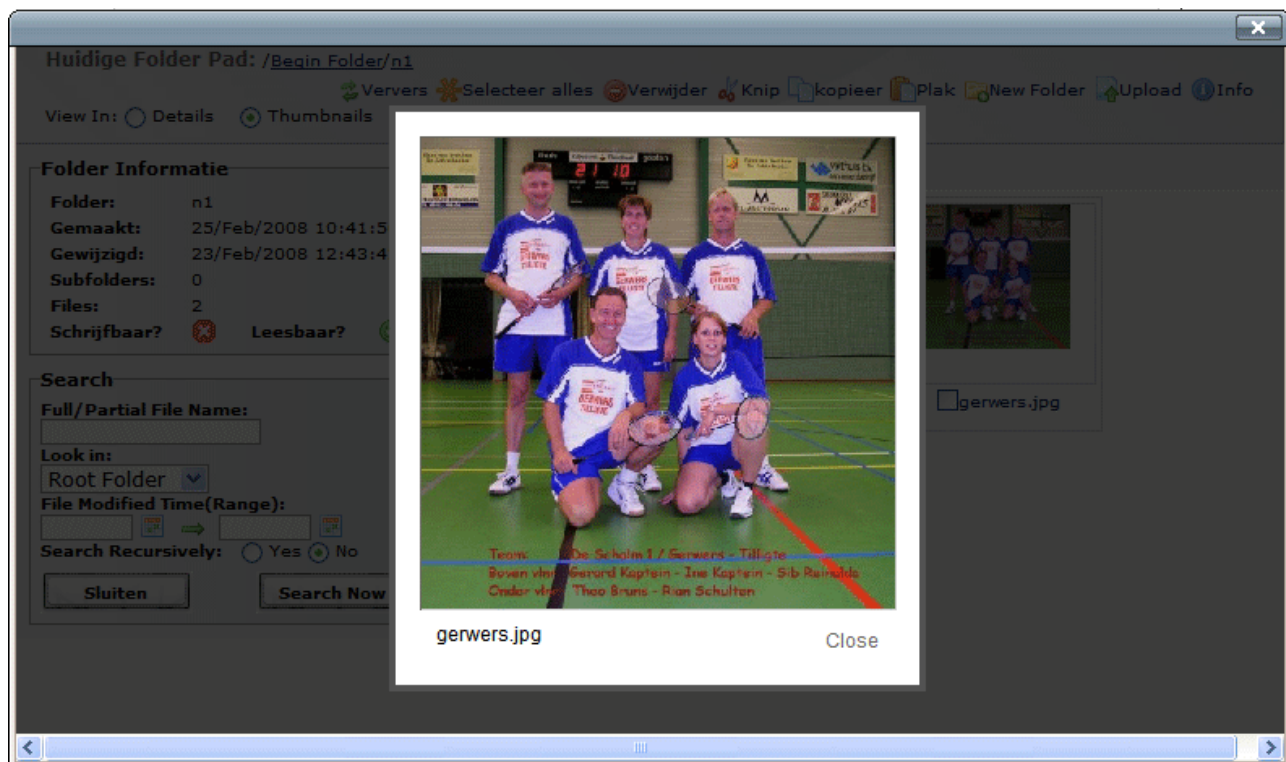 Huidige Folder Pad: /Begin Folder/n1
Ververs Selecteer alles Verwijder Knip kopieer Plak New Folder Upload Info
View In: Details Thumbnails
Folder Informatie
Folder: n1
Gemaakt: 25/Feb/2008 10:41:5
Gewijzigd: 23/Feb/2008 12:43:4
Subfolders: 0
Files: 2
Schrijfbaar? Leesbaar?
Search
Full/Partial File Name:
Look in:
Root Folder
File Modified Time(Range):
Search Recursively: Yes No
Sluiten Search Now
21 10
GERWERS
TILLIGTE
Team: De Scholm 1 / Gerwers - Tilligte
Boven vlnr Gerard Kaptein - Ine Kaptein - Sib Reinalda
Onder vlnr Theo Bruns - Rian Schulten
gerwers.jpg
Close
gerwers.jpg